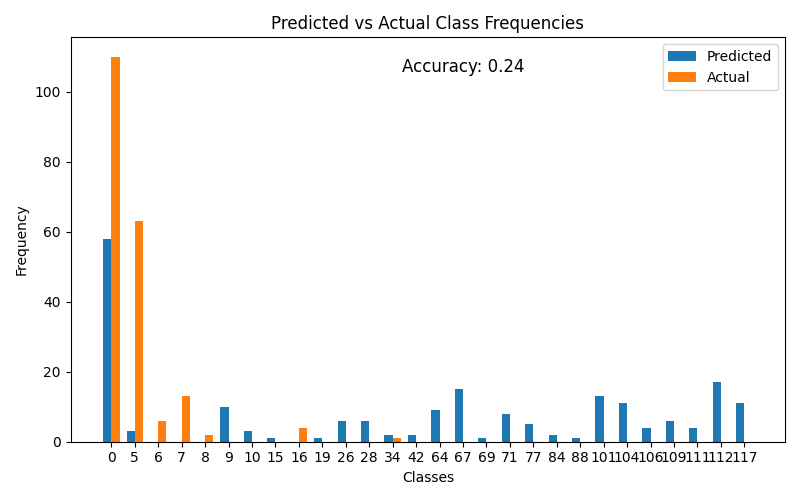 Predicted vs Actual Class Frequencies
Accuracy: 0.24
Predicted
Actual
Frequency
100
80
60
40
20
0
0 5 6 7 8 9 10 15 16 19 26 28 34 42 64 67 69 71 77 84 88 101 104 106 109 111 112 117
Classes